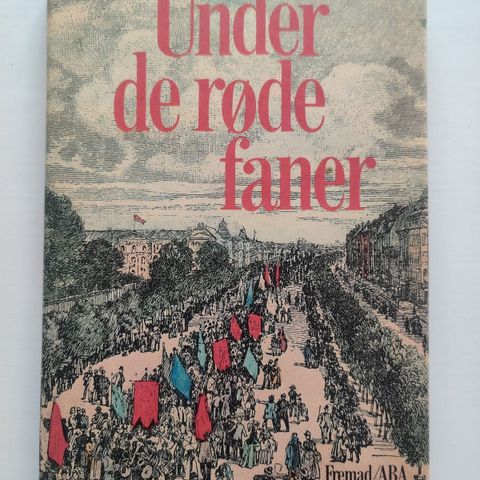 Under
de røde
faner
Fremad/ABA